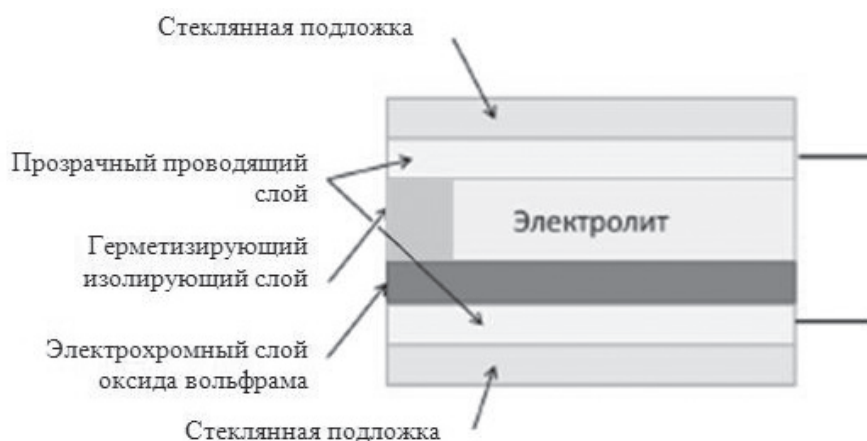 Стеклянная подложка
Прозрачный проводящий
слой
Электролит
Герметизирующий
изолирующий слой
Электрохромный слой
оксида вольфрама
Стеклянная подложка